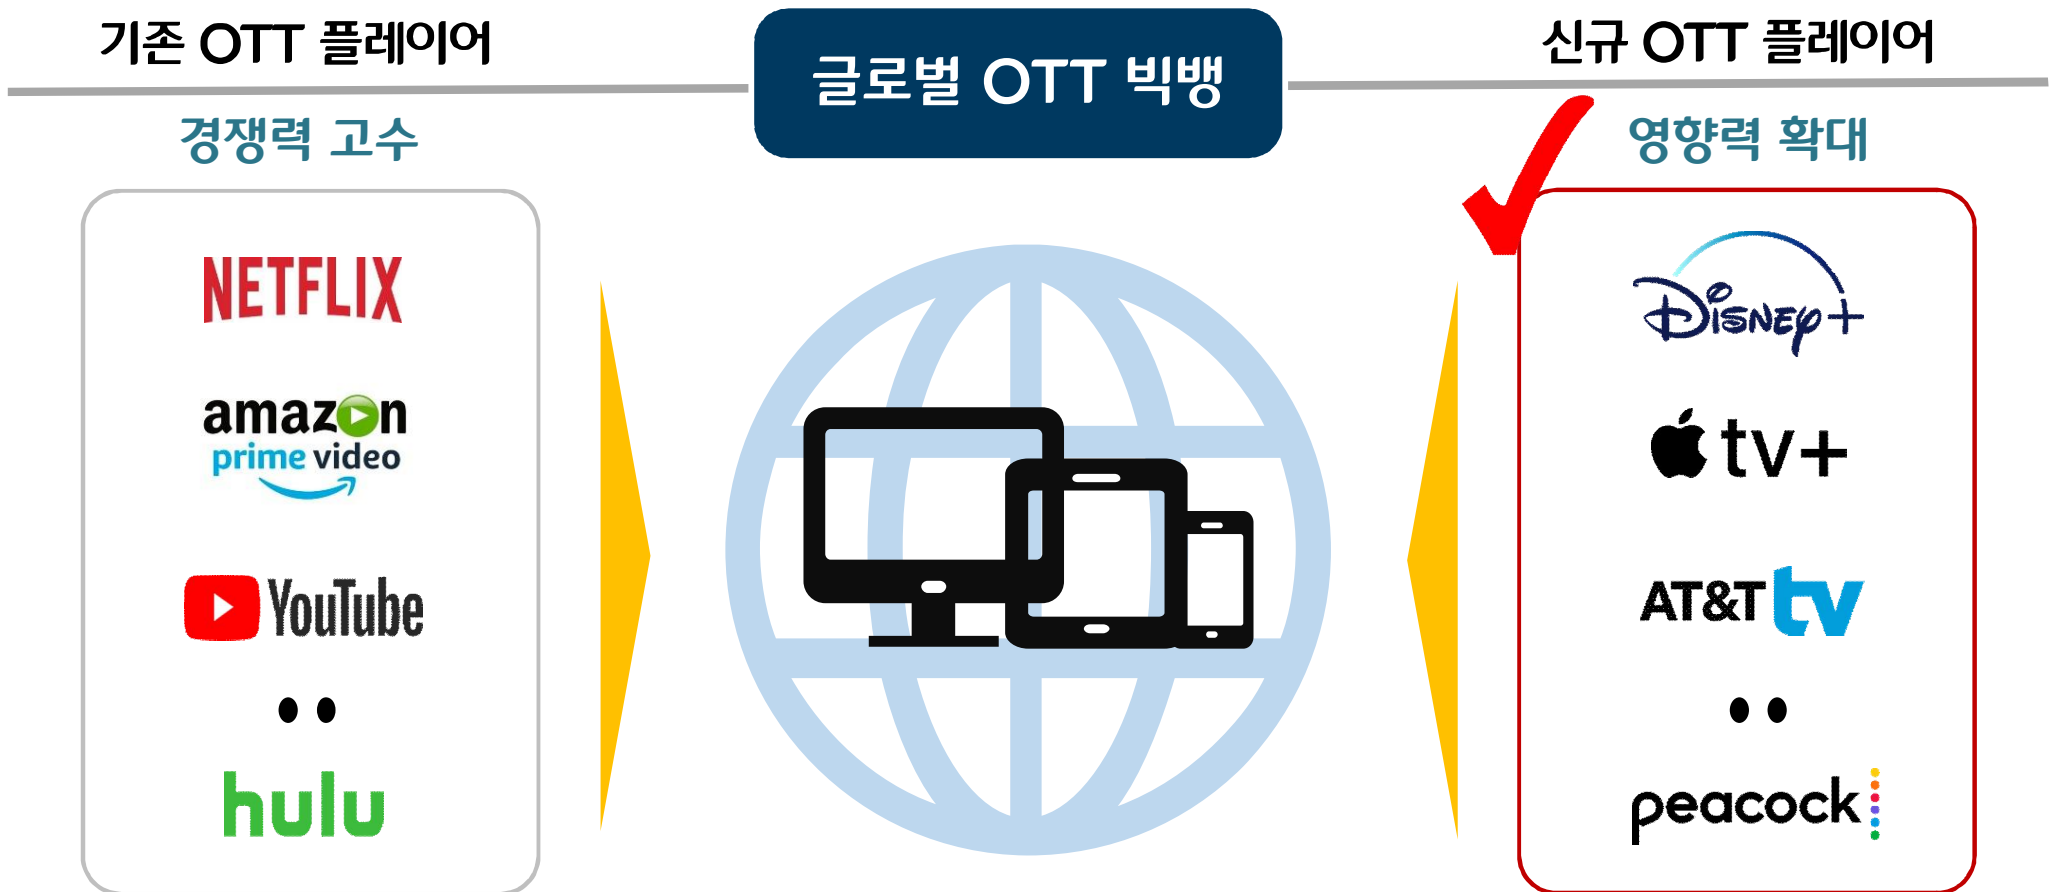 기존 OTT 플레이어
글로벌 OTT 빅뱅
신규 OTT 플레이어
경쟁력 고수
영향력 확대
NETFLIX
amazon
prime video
YouTube
hulu
Disney+
tv+
AT&T tv
peacock